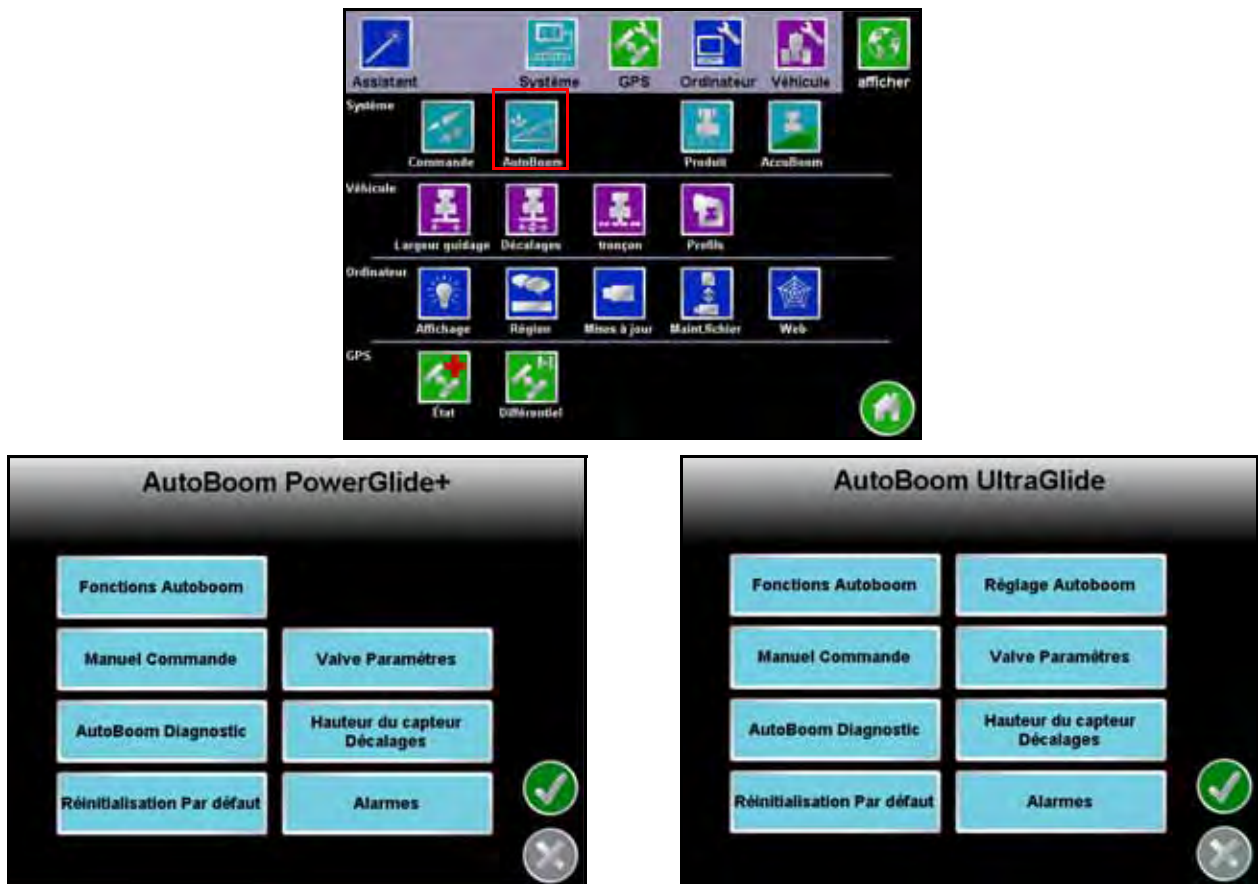 Assistant Système GPS Ordinateur Véhicule afficher
Système
Commande AutoBoom Produit AccuBoom
Véhicule
Largeur guidage Décalages tronçon Profils
Ordinateur
Affichage Région Mises à jour Maint.fichier Web
GPS
État Différentiel
AutoBoom PowerGlide+
Fonctions Autoboom
Manuel Commande Valve Paramètres
AutoBoom Diagnostic Hauteur du capteur
Décalages
Réinitialisation Par défaut Alarmes
AutoBoom UltraGlide
Fonctions Autoboom Réglage Autoboom
Manuel Commande Valve Paramètres
AutoBoom Diagnostic Hauteur du capteur
Décalages
Réinitialisation Par défaut Alarmes